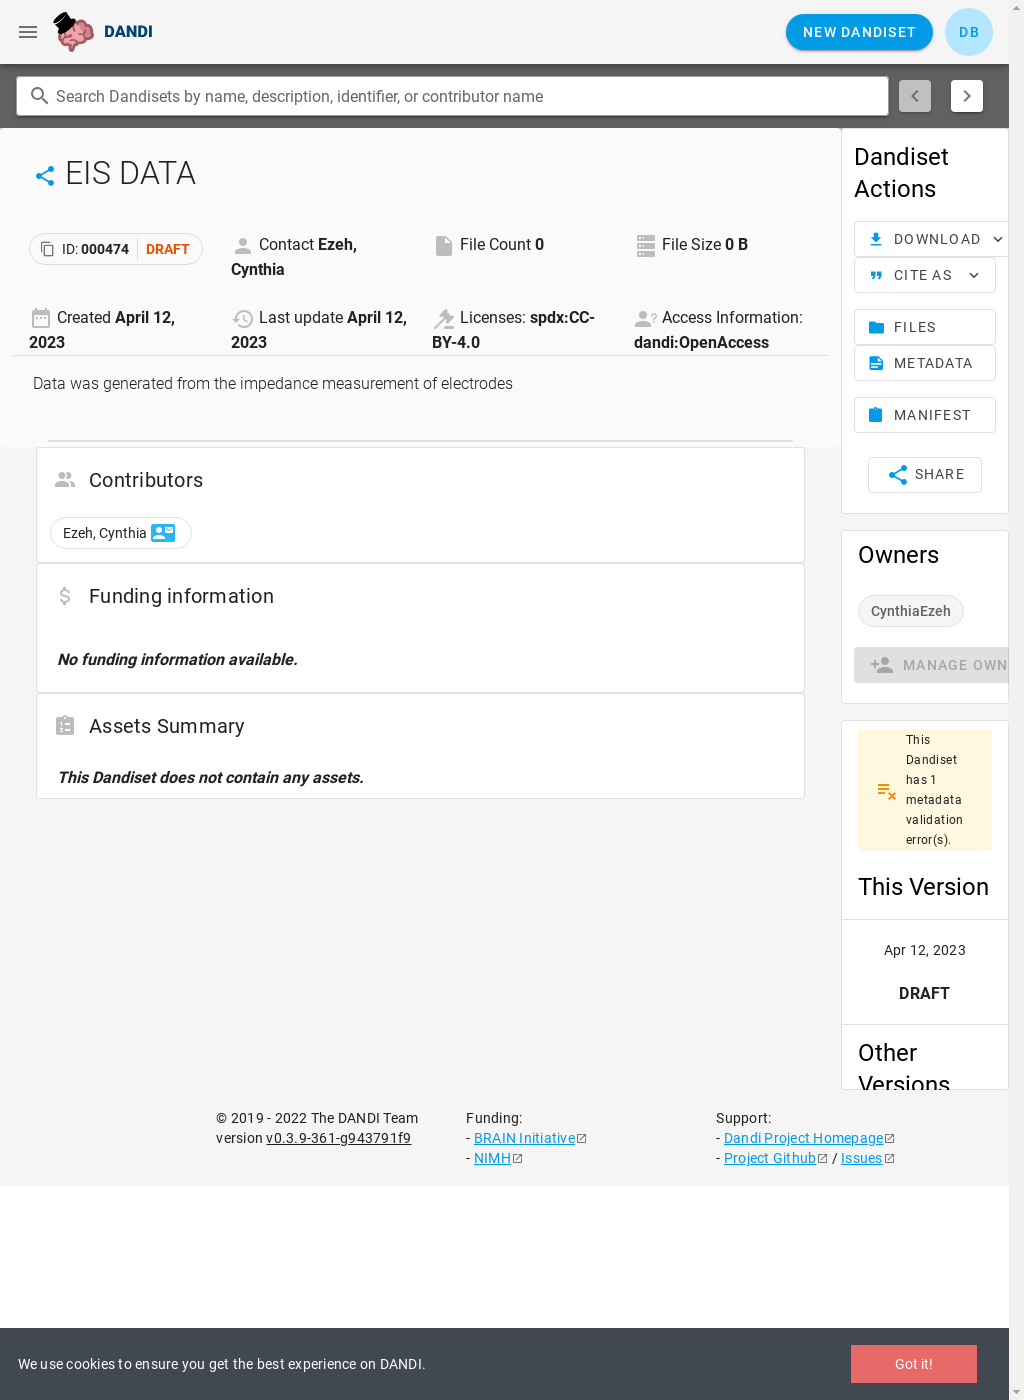 DANDI
NEW DANDISET
DB
Search Dandisets by name, description, identifier, or contributor name
EIS DATA
ID: 000474 DRAFT
Contact Ezeh,
Cynthia
File Count 0
File Size 0 B
Created April 12,
2023
Last update April 12,
2023
Licenses: spdx:CC-
BY-4.0
Access Information:
dandi:OpenAccess
Data was generated from the impedance measurement of electrodes
Contributors
Ezeh, Cynthia
Funding information
No funding information available.
Assets Summary
This Dandiset does not contain any assets.
Dandiset
Actions
DOWNLOAD
CITE AS
FILES
METADATA
MANIFEST
SHARE
Owners
CynthiaEzeh
MANAGE OWN
This
Dandiset
has 1
metadata
validation
error(s).
This Version
Apr 12, 2023
DRAFT
Other
Versions
© 2019 - 2022 The DANDI Team
version v0.3.9-361-g943791f9
Funding:
- BRAIN Initiative
- NIMH
Support:
- Dandi Project Homepage
- Project Github / Issues
We use cookies to ensure you get the best experience on DANDI.
Got it!